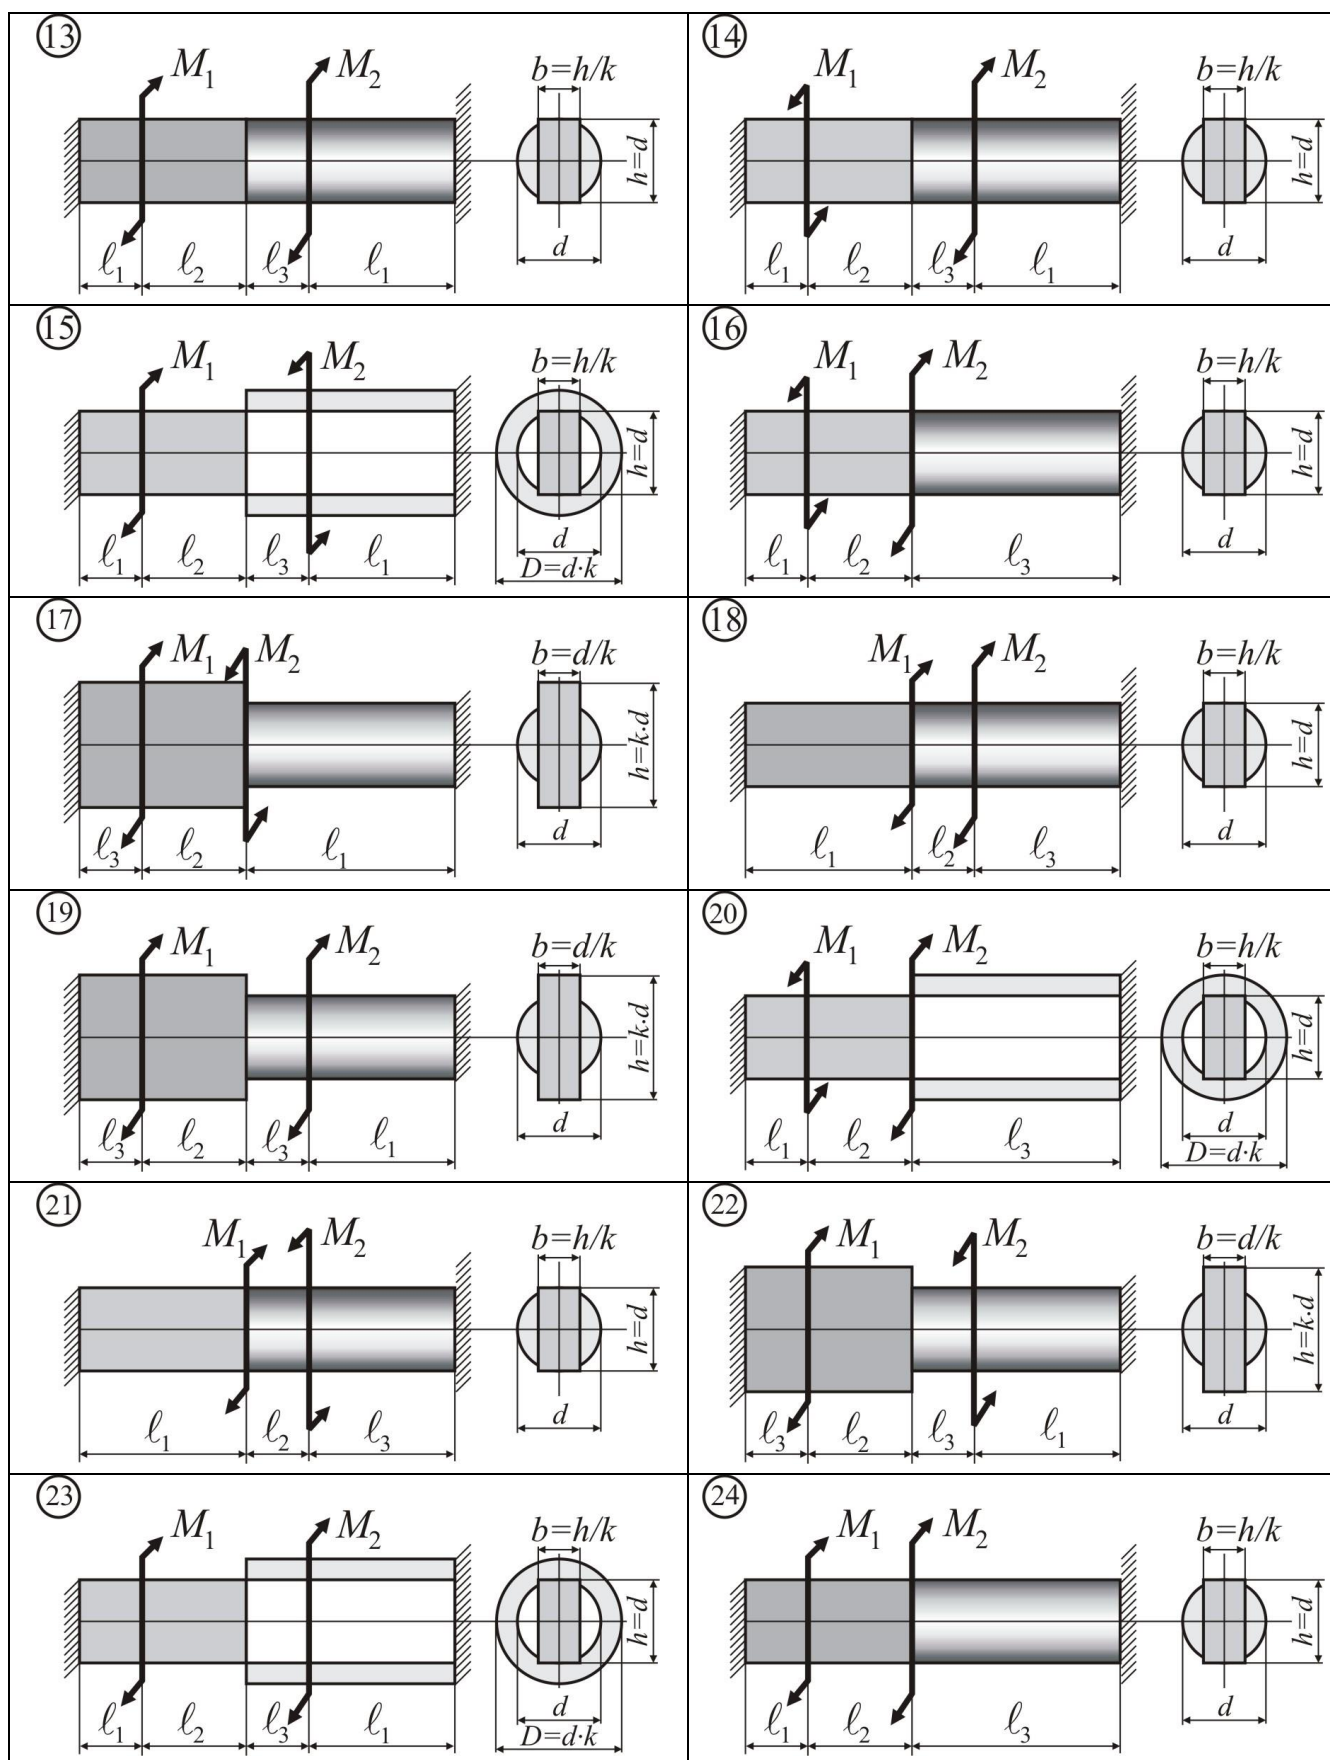 13
M₁ M₂ b=h/k
h=d
ℓ₁ ℓ₂ ℓ₃ ℓ₁ d
14
M₁ M₂ b=h/k
h=d
ℓ₁ ℓ₂ ℓ₃ ℓ₁ d
15
M₁ M₂ b=h/k
h=d
ℓ₁ ℓ₂ ℓ₃ ℓ₁ d
D=d·k
16
M₁ M₂ b=h/k
h=d
ℓ₁ ℓ₂ ℓ₃ d
17
M₁ M₂ b=d/k
h=k·d
ℓ₃ ℓ₂ ℓ₁ d
18
M₁ M₂ b=h/k
h=d
ℓ₁ ℓ₂ ℓ₃ d
19
M₁ M₂ b=d/k
h=k·d
ℓ₃ ℓ₂ ℓ₃ ℓ₁ d
20
M₁ M₂ b=h/k
h=d
ℓ₁ ℓ₂ ℓ₃ d
D=d·k
21
M₁ M₂ b=h/k
h=d
ℓ₁ ℓ₂ ℓ₃ d
22
M₁ M₂ b=d/k
h=k·d
ℓ₃ ℓ₂ ℓ₃ ℓ₁ d
23
M₁ M₂ b=h/k
h=d
ℓ₁ ℓ₂ ℓ₃ ℓ₁ d
D=d·k
24
M₁ M₂ b=h/k
h=d
ℓ₁ ℓ₂ ℓ₃ d